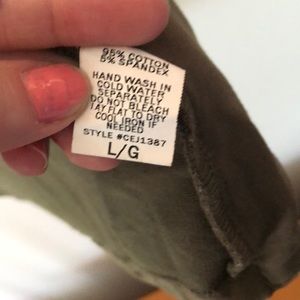 95% COTTON
5% SPANDEX
HAND WASH IN
COLD WATER
SEPARATELY
DO NOT BLEACH
LAY FLAT TO DRY
COOL IRON IF
NEEDED
STYLE #CEJ1387
L/G